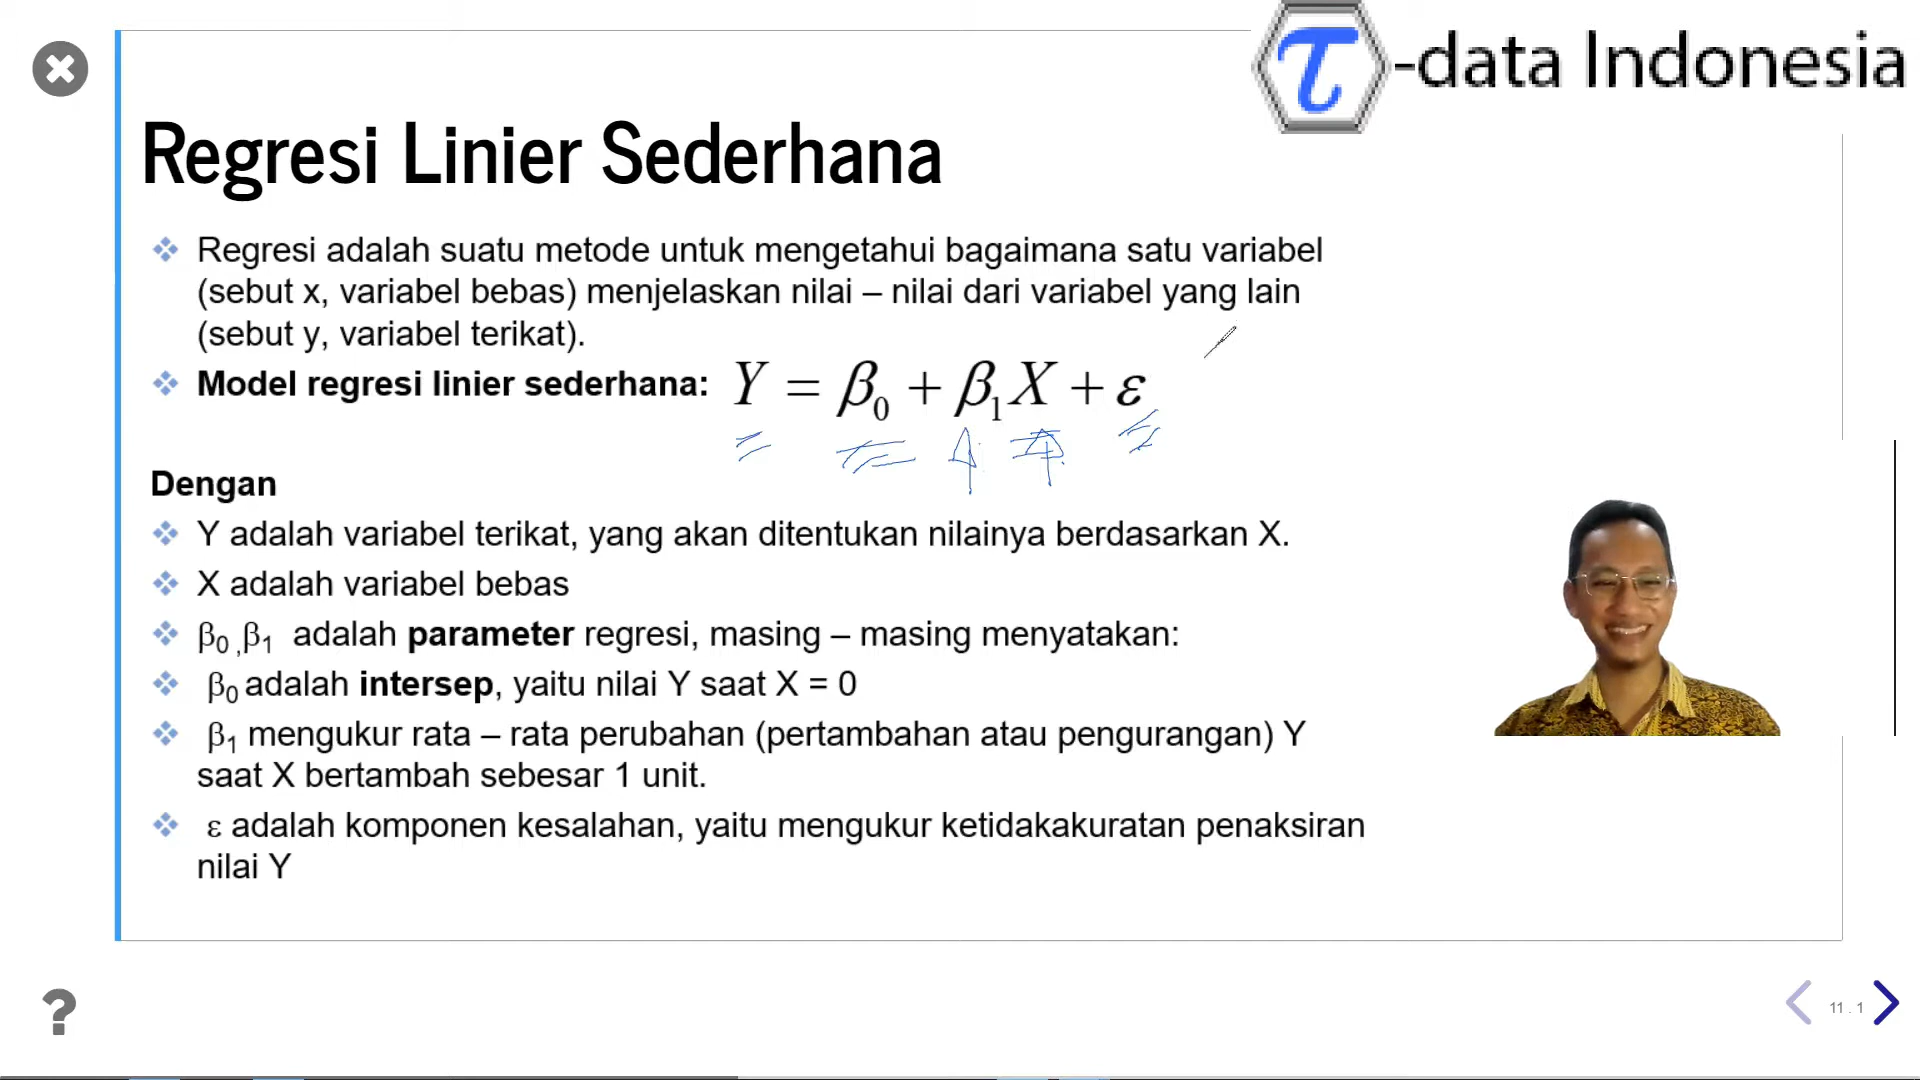 τ-data Indonesia
Regresi Linier Sederhana
Regresi adalah suatu metode untuk mengetahui bagaimana satu variabel
(sebut x, variabel bebas) menjelaskan nilai – nilai dari variabel yang lain
(sebut y, variabel terikat).
Model regresi linier sederhana: Y = β₀ + β₁X + ε
Dengan
Y adalah variabel terikat, yang akan ditentukan nilainya berdasarkan X.
X adalah variabel bebas
β₀ ,β₁ adalah parameter regresi, masing – masing menyatakan:
β₀ adalah intersep, yaitu nilai Y saat X = 0
β₁ mengukur rata – rata perubahan (pertambahan atau pengurangan) Y
saat X bertambah sebesar 1 unit.
ε adalah komponen kesalahan, yaitu mengukur ketidakakuratan penaksiran
nilai Y
?
11 . 1